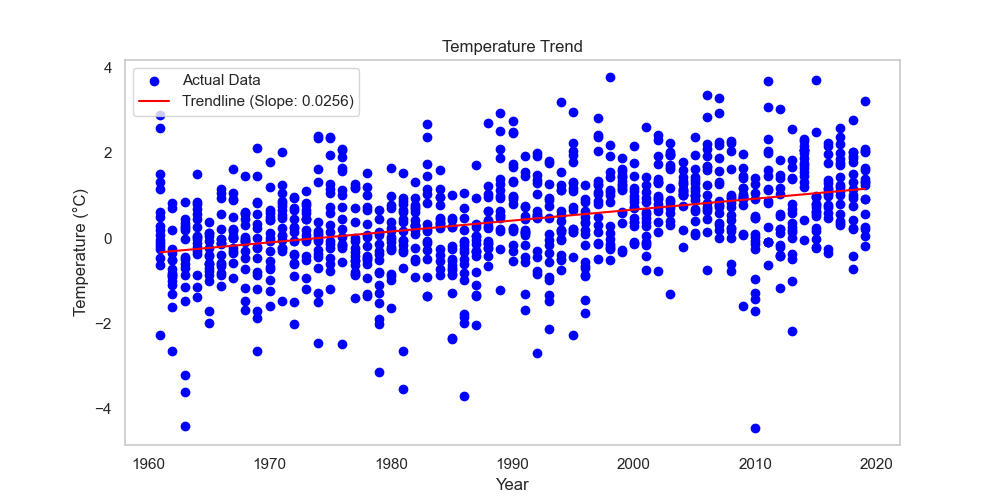 Temperature Trend
Actual Data
Trendline (Slope: 0.0256)
Temperature (°C)
4
2
0
−2
−4
1960 1970 1980 1990 2000 2010 2020
Year